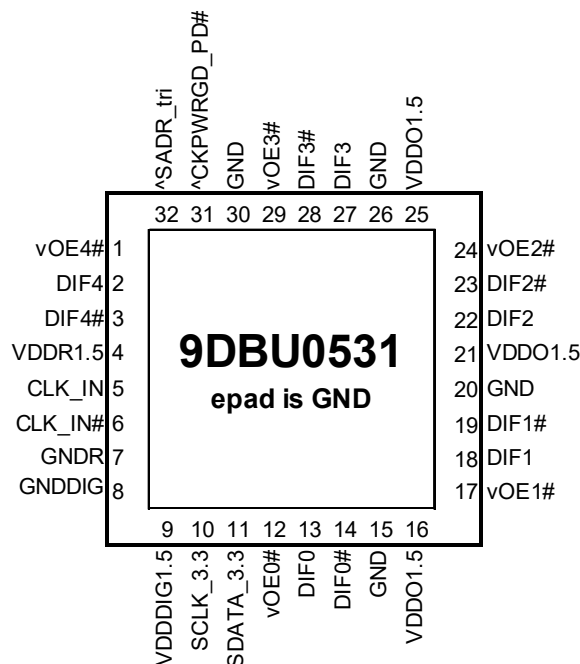 ^SADR_tri
^CKPWRGD_PD#
GND
vOE3#
DIF3#
DIF3
GND
VDDO1.5
32 31 30 29 28 27 26 25
vOE4# 1
DIF4 2
DIF4# 3
VDDR1.5 4
CLK_IN 5
CLK_IN# 6
GNDR 7
GNDDIG 8
9DBU0531
epad is GND
24 vOE2#
23 DIF2#
22 DIF2
21 VDDO1.5
20 GND
19 DIF1#
18 DIF1
17 vOE1#
9 10 11 12 13 14 15 16
VDDDIG1.5
SCLK_3.3
SDATA_3.3
vOE0#
DIF0
DIF0#
GND
VDDO1.5